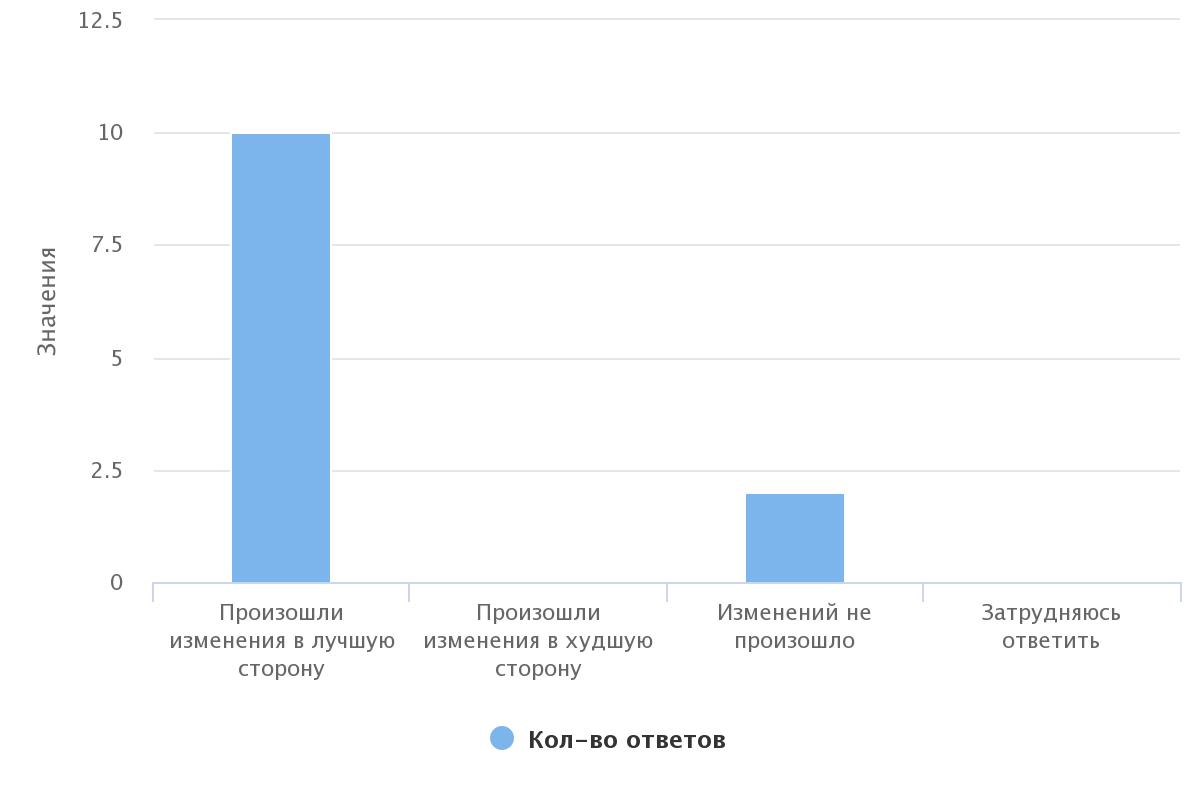 12.5
10
7.5
5
2.5
0
Значения
Произошли
изменения в лучшую
сторону
Произошли
изменения в худшую
сторону
Изменений не
произошло
Затрудняюсь
ответить
Кол-во ответов